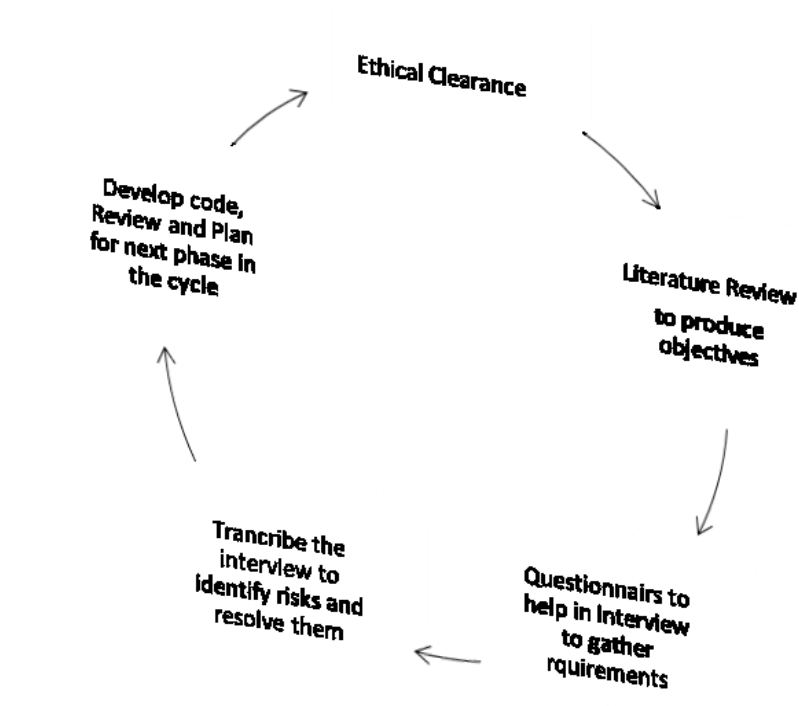 Ethical Clearance
Literature Review
to produce
objectives
Questionnairs to
help in Interview
to gather
rquirements
Trancribe the
interview to
identify risks and
resolve them
Develop code,
Review and Plan
for next phase in
the cycle